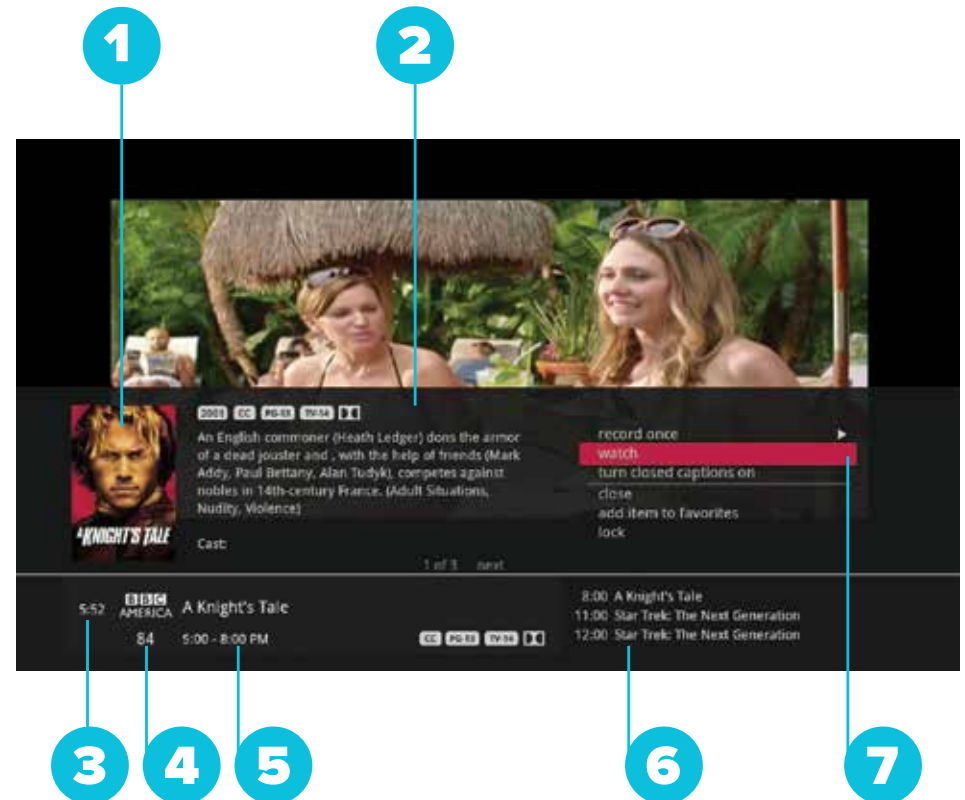 1
2
2001 CC PG-13 TV-14
An English commoner (Heath Ledger) dons the armor
of a dead jouster and , with the help of friends (Mark
Addy, Paul Bettany, Alan Tudyk), competes against
nobles in 14th-century France. (Adult Situations,
Nudity, Violence)
Cast:
A KNIGHT'S TALE
record once
watch
turn closed captions on
close
add item to favorites
lock
1 of 3 next
5:52 BBC AMERICA A Knight's Tale
84 5:00 - 8:00 PM CC PG-13 TV-14
8:00 A Knight's Tale
11:00 Star Trek: The Next Generation
12:00 Star Trek: The Next Generation
3
4
5
6
7